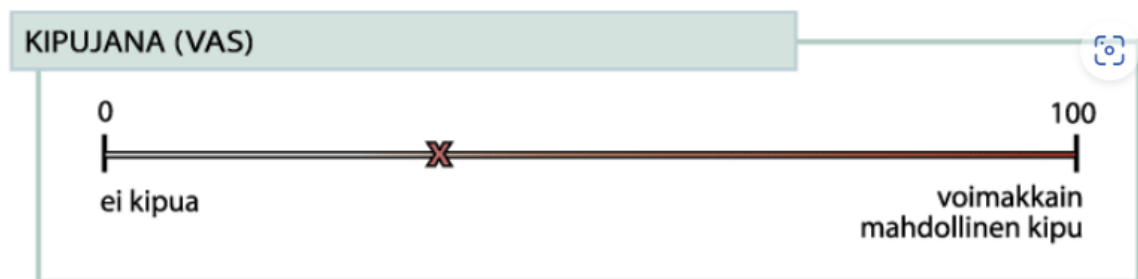 KIPUJANA (VAS)
0
100
X
ei kipua
voimakkain
mahdollinen kipu